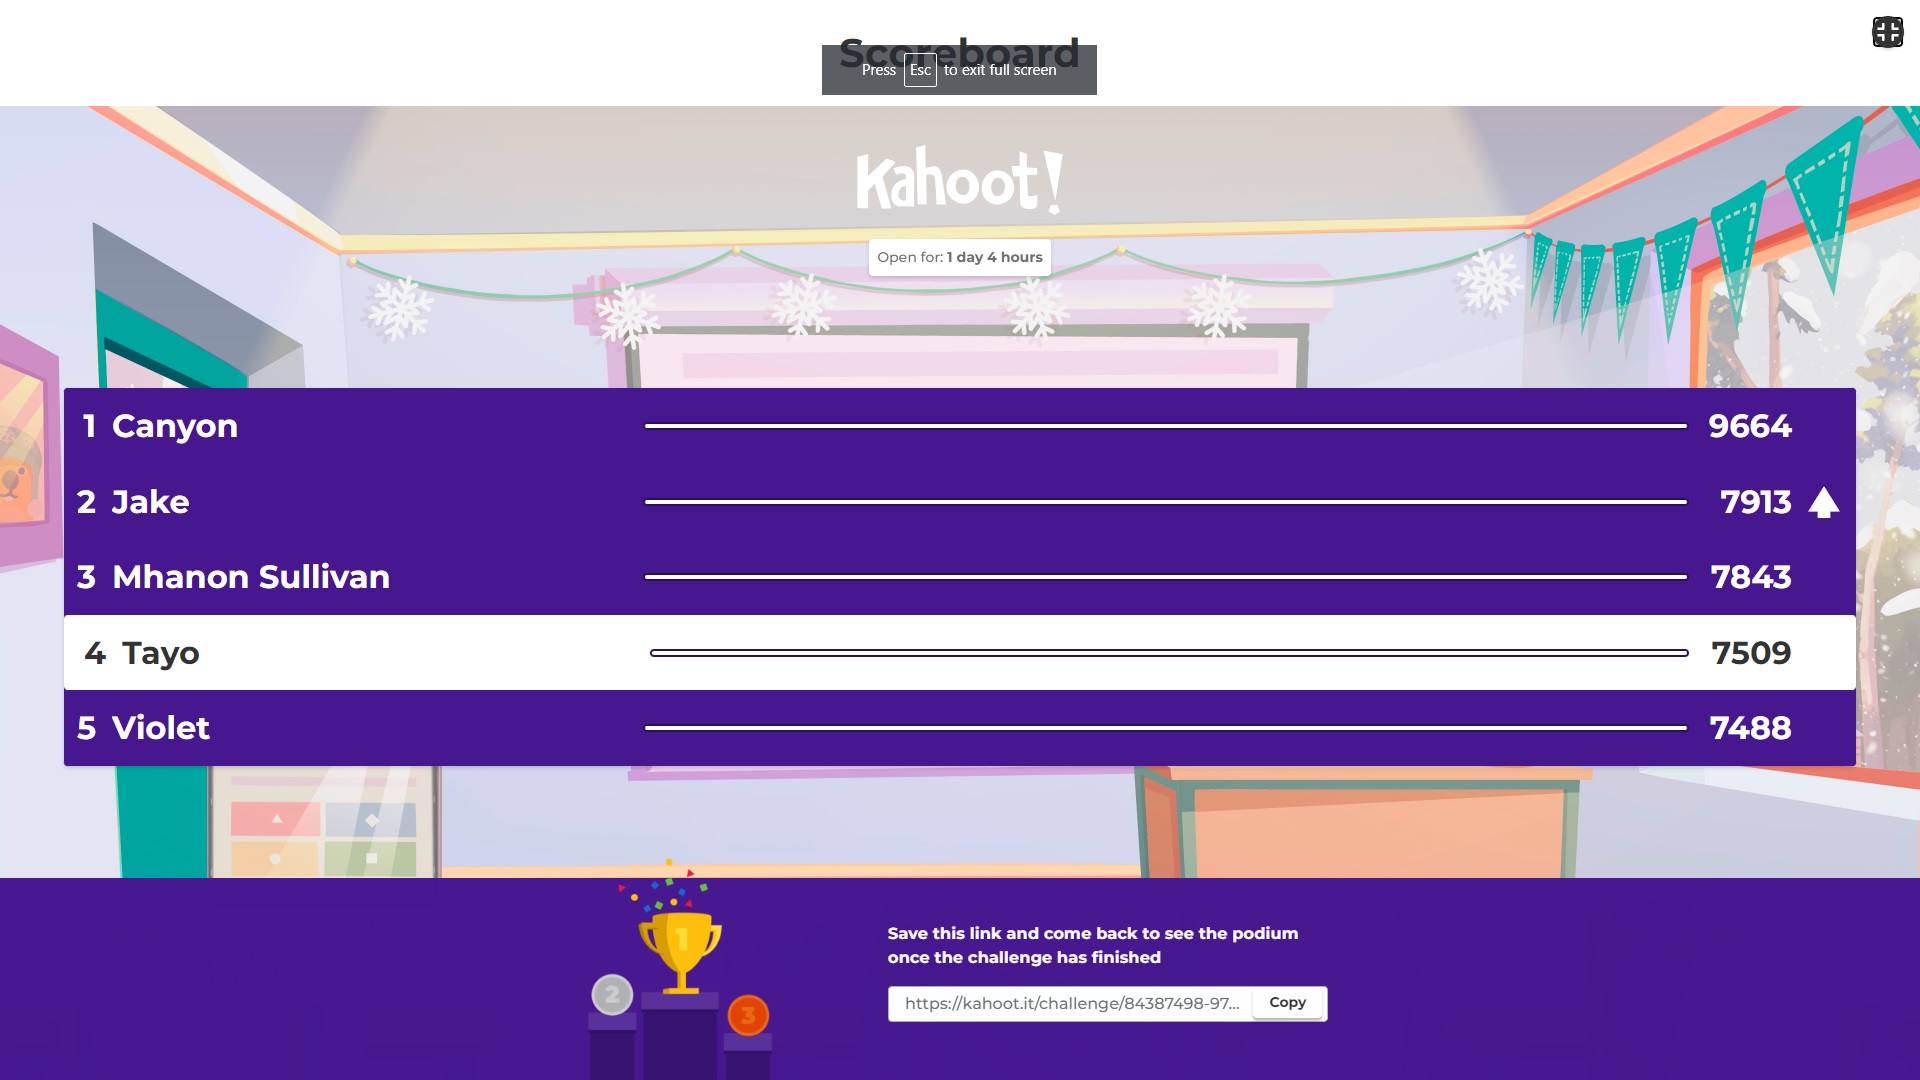 Scoreboard
Press Esc to exit full screen
Kahoot!
Open for: 1 day 4 hours
1 Canyon 9664
2 Jake 7913
3 Mhanon Sullivan 7843
4 Tayo 7509
5 Violet 7488
1
2
3
Save this link and come back to see the podium
once the challenge has finished
https://kahoot.it/challenge/84387498-97... Copy